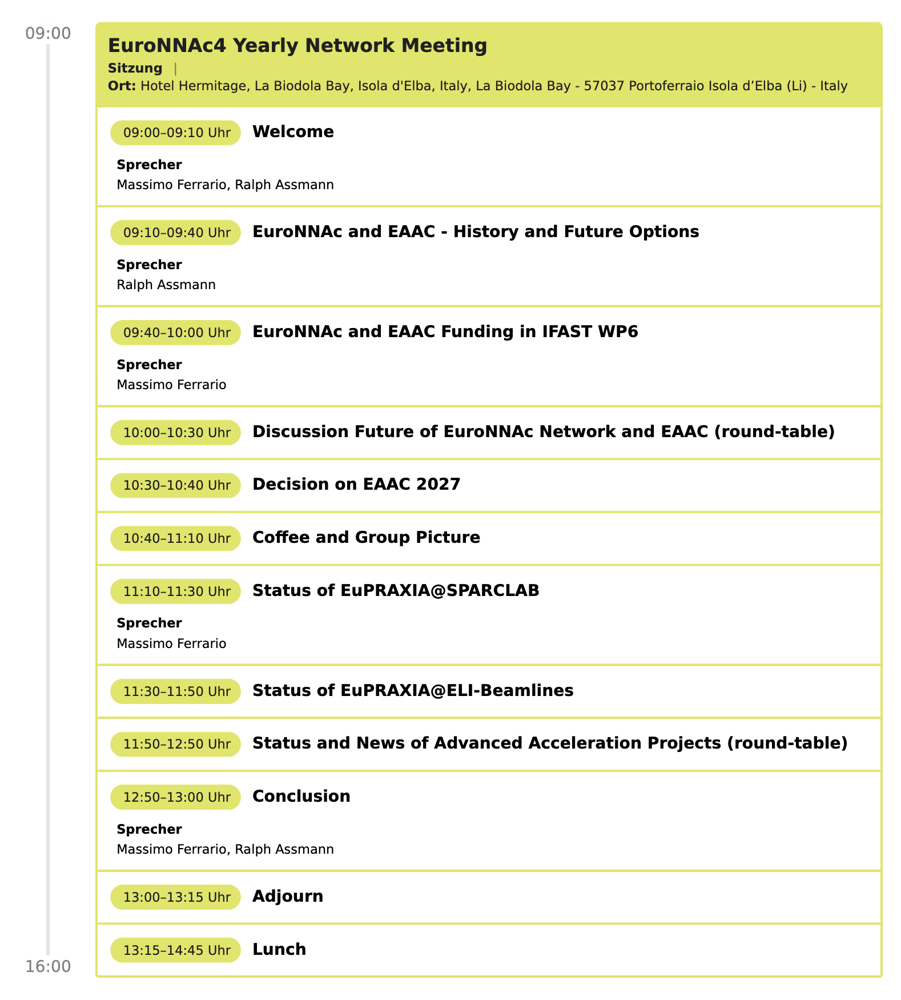 09:00
EuroNNAc4 Yearly Network Meeting
Sitzung |
Ort: Hotel Hermitage, La Biodola Bay, Isola d'Elba, Italy, La Biodola Bay - 57037 Portoferraio Isola d’Elba (Li) - Italy
09:00–09:10 Uhr Welcome
Sprecher
Massimo Ferrario, Ralph Assmann
09:10–09:40 Uhr EuroNNAc and EAAC - History and Future Options
Sprecher
Ralph Assmann
09:40–10:00 Uhr EuroNNAc and EAAC Funding in IFAST WP6
Sprecher
Massimo Ferrario
10:00–10:30 Uhr Discussion Future of EuroNNAc Network and EAAC (round-table)
10:30–10:40 Uhr Decision on EAAC 2027
10:40–11:10 Uhr Coffee and Group Picture
11:10–11:30 Uhr Status of EuPRAXIA@SPARCLAB
Sprecher
Massimo Ferrario
11:30–11:50 Uhr Status of EuPRAXIA@ELI-Beamlines
11:50–12:50 Uhr Status and News of Advanced Acceleration Projects (round-table)
12:50–13:00 Uhr Conclusion
Sprecher
Massimo Ferrario, Ralph Assmann
13:00–13:15 Uhr Adjourn
13:15–14:45 Uhr Lunch
16:00